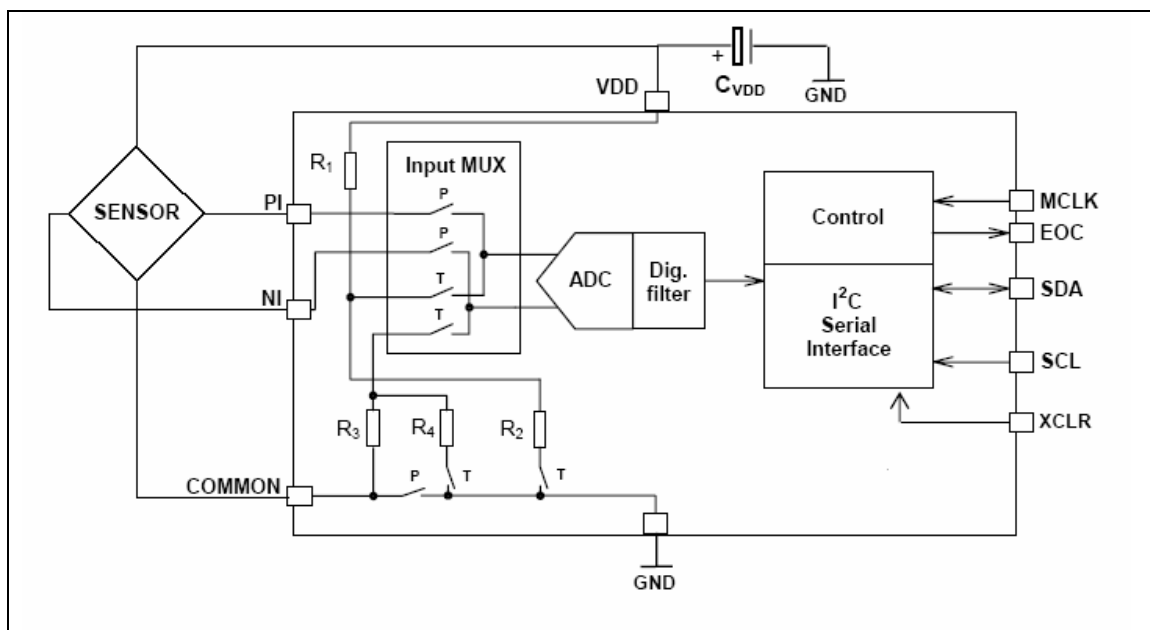 +
C_VDD
GND
VDD
R₁
Input MUX
P
PI
SENSOR
P
T
NI
T
ADC
Dig.
filter
Control
I²C
Serial
Interface
MCLK
EOC
SDA
SCL
XCLR
R₃
R₄
R₂
P
T
T
COMMON
GND